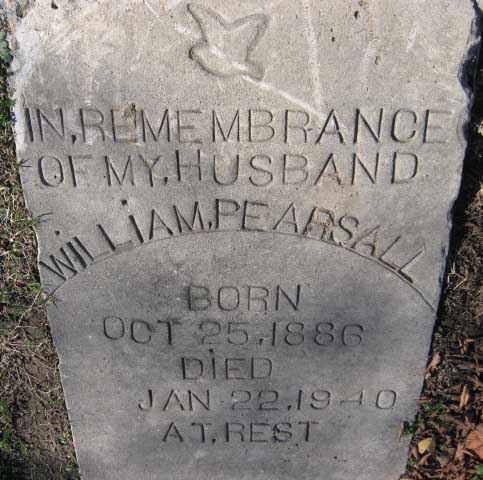 IN, REMEMBRANCE
OF MY, HUSBAND
WILLIAM, PEARSALL
BORN
OCT 25, 1886
DIED
JAN 22, 1940
AT, REST